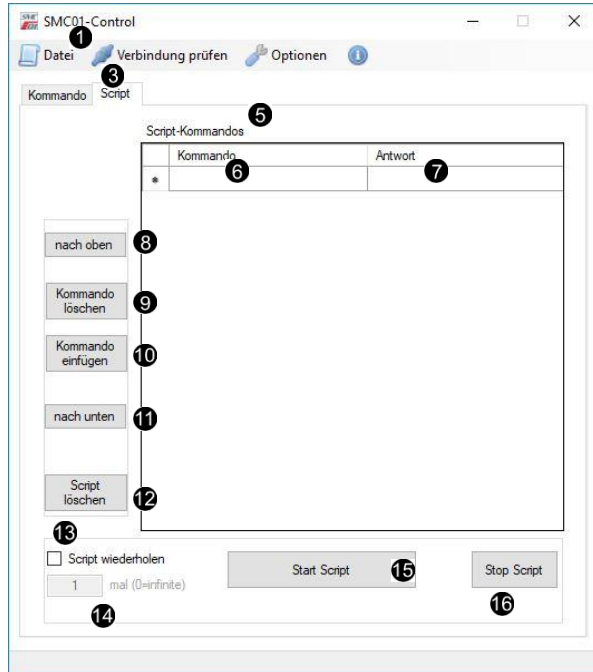 SMC01-Control
1
Datei Verbindung prüfen Optionen
3
Kommando Script
5
Script-Kommandos
Kommando Antwort
6 7
*
nach oben 8
Kommando
löschen 9
Kommando
einfügen 10
nach unten 11
Script
löschen 12
13
Script wiederholen
Start Script 15 Stop Script
1 mal (0=infinite)
14 16